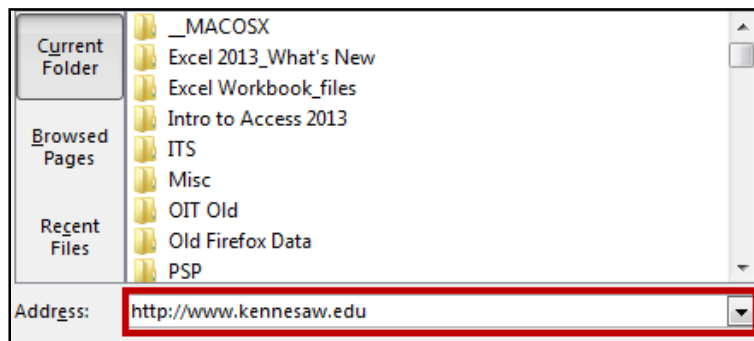 Current
Folder
Browsed
Pages
Recent
Files
__MACOSX
Excel 2013_What's New
Excel Workbook_files
Intro to Access 2013
ITS
Misc
OIT Old
Old Firefox Data
PSP
Address:
http://www.kennesaw.edu